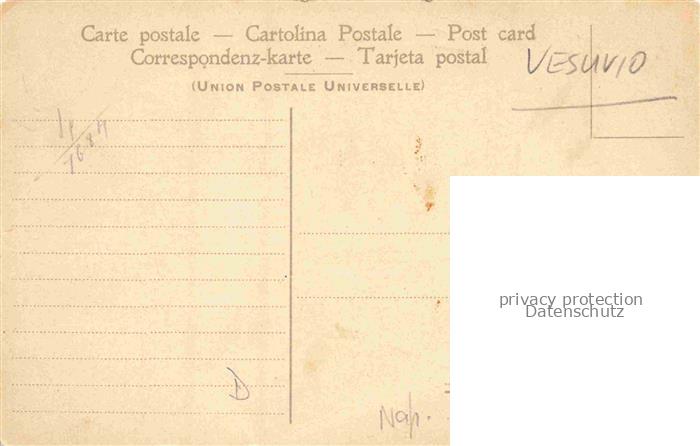 Carte postale — Cartolina Postale — Post card
Correspondenz-karte — Tarjeta postal
(Union Postale Universelle)
VESUVIO
privacy protection
Datenschutz
D
Nap.